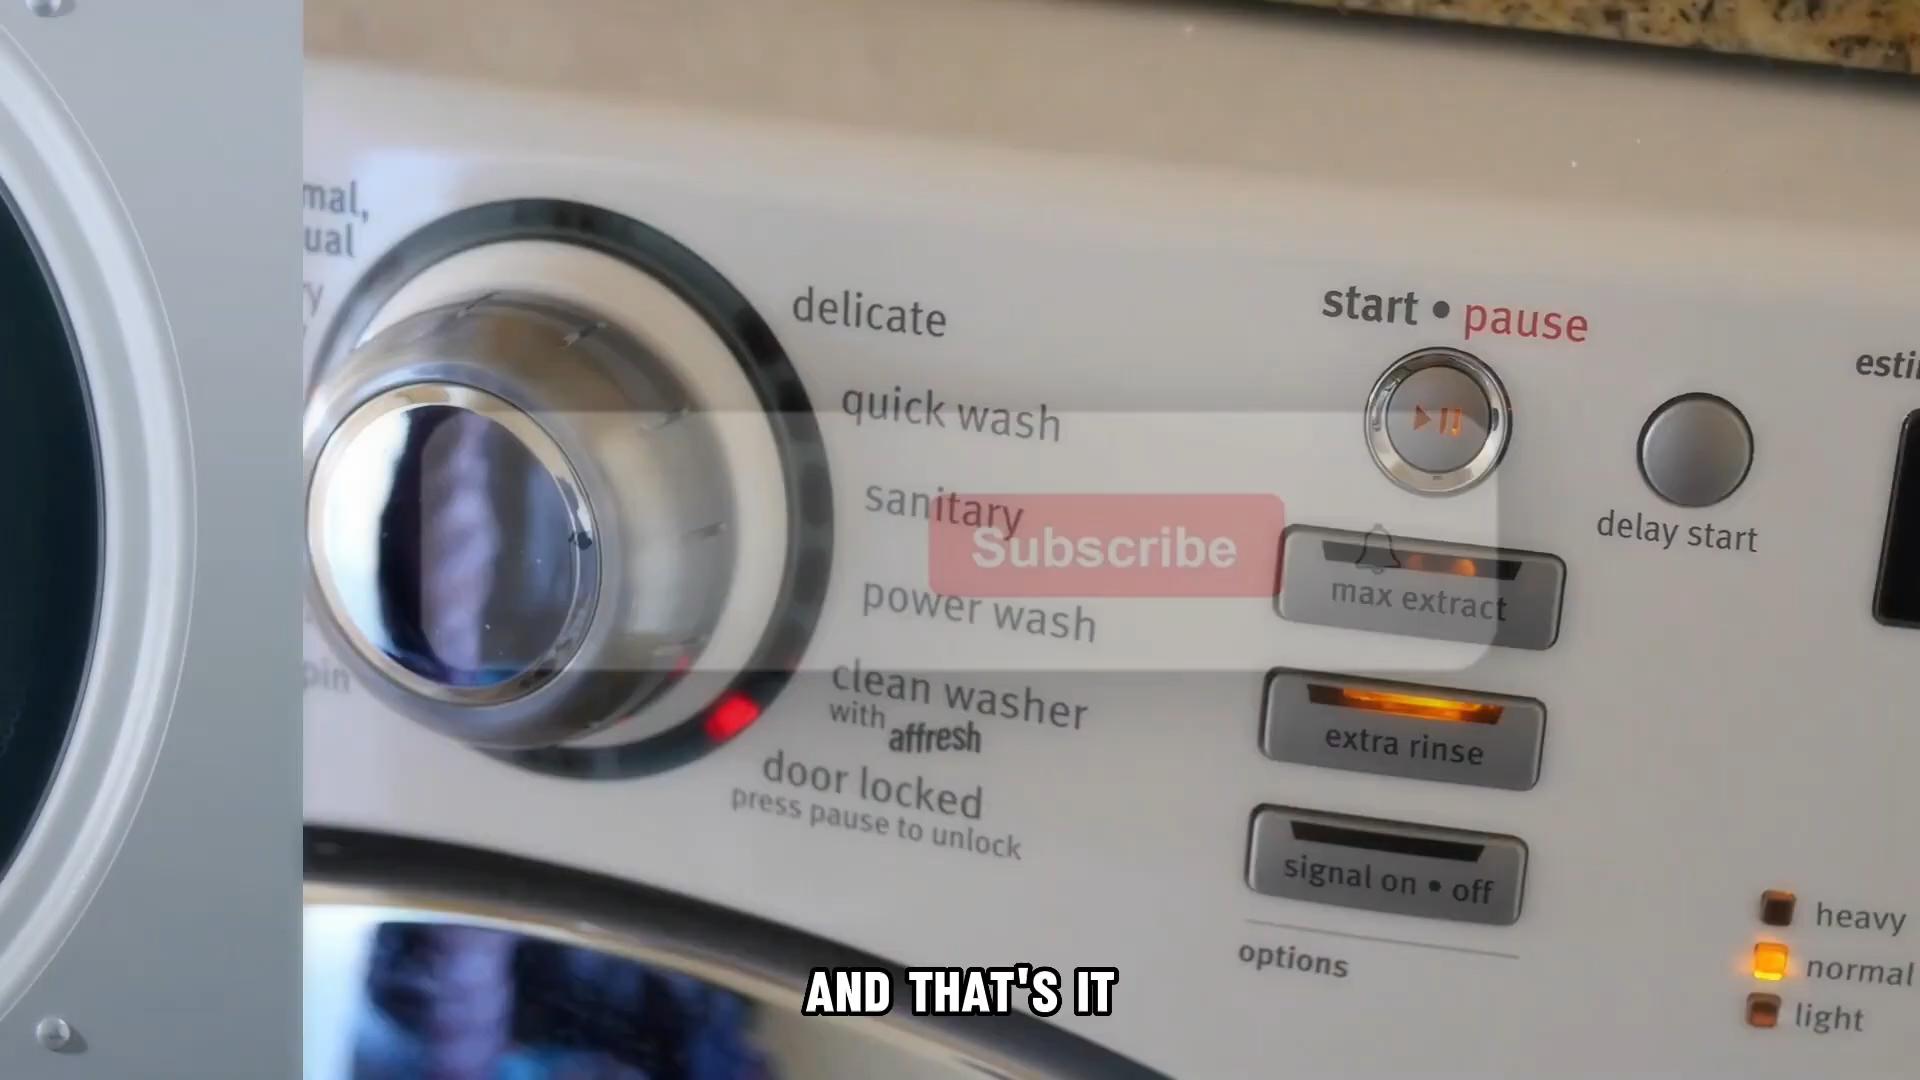 mal,
ual
ry
delicate
quick wash
sanitary
power wash
clean washer
with affresh
door locked
press pause to unlock
pin
start • pause
delay start
esti
max extract
extra rinse
signal on • off
options
heavy
normal
light
Subscribe
AND THAT'S IT